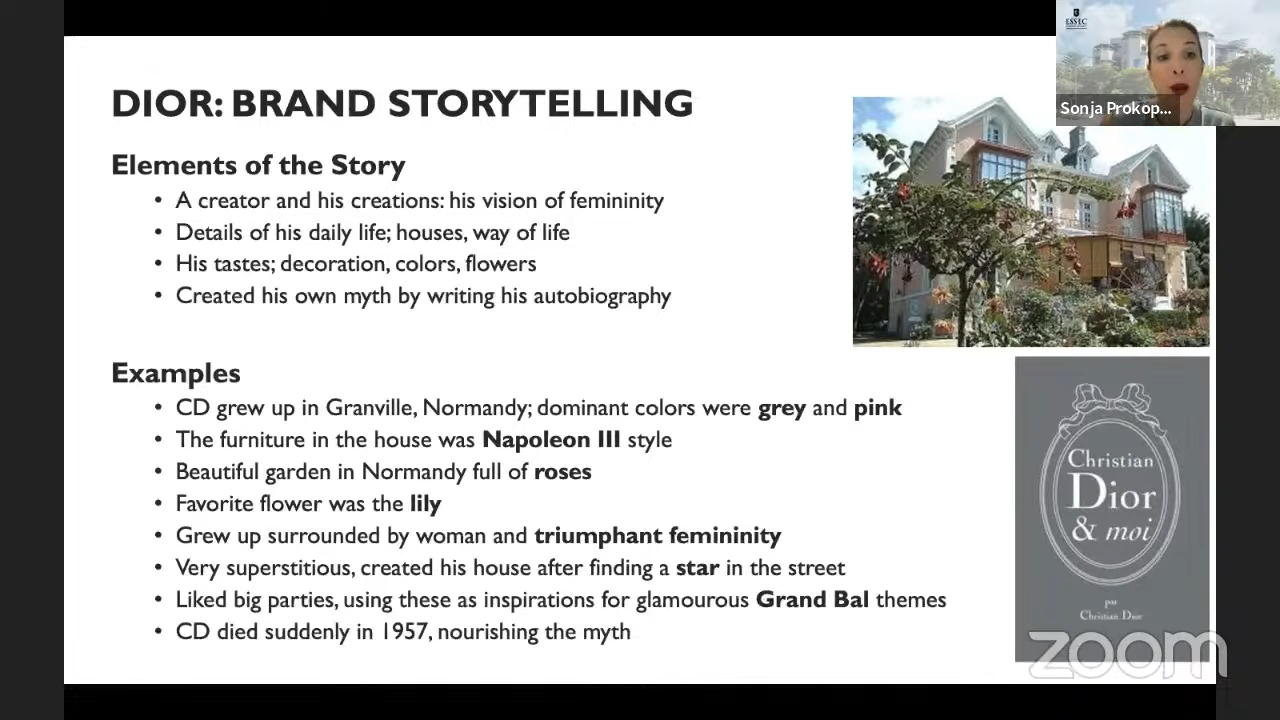 ESSEC
Sonja Prokop...
DIOR: BRAND STORYTELLING
Elements of the Story
• A creator and his creations: his vision of femininity
• Details of his daily life; houses, way of life
• His tastes; decoration, colors, flowers
• Created his own myth by writing his autobiography
Examples
• CD grew up in Granville, Normandy; dominant colors were grey and pink
• The furniture in the house was Napoleon III style
• Beautiful garden in Normandy full of roses
• Favorite flower was the lily
• Grew up surrounded by woman and triumphant femininity
• Very superstitious, created his house after finding a star in the street
• Liked big parties, using these as inspirations for glamourous Grand Bal themes
• CD died suddenly in 1957, nourishing the myth
Christian
Dior
& moi
par
Christian Dior
zoom